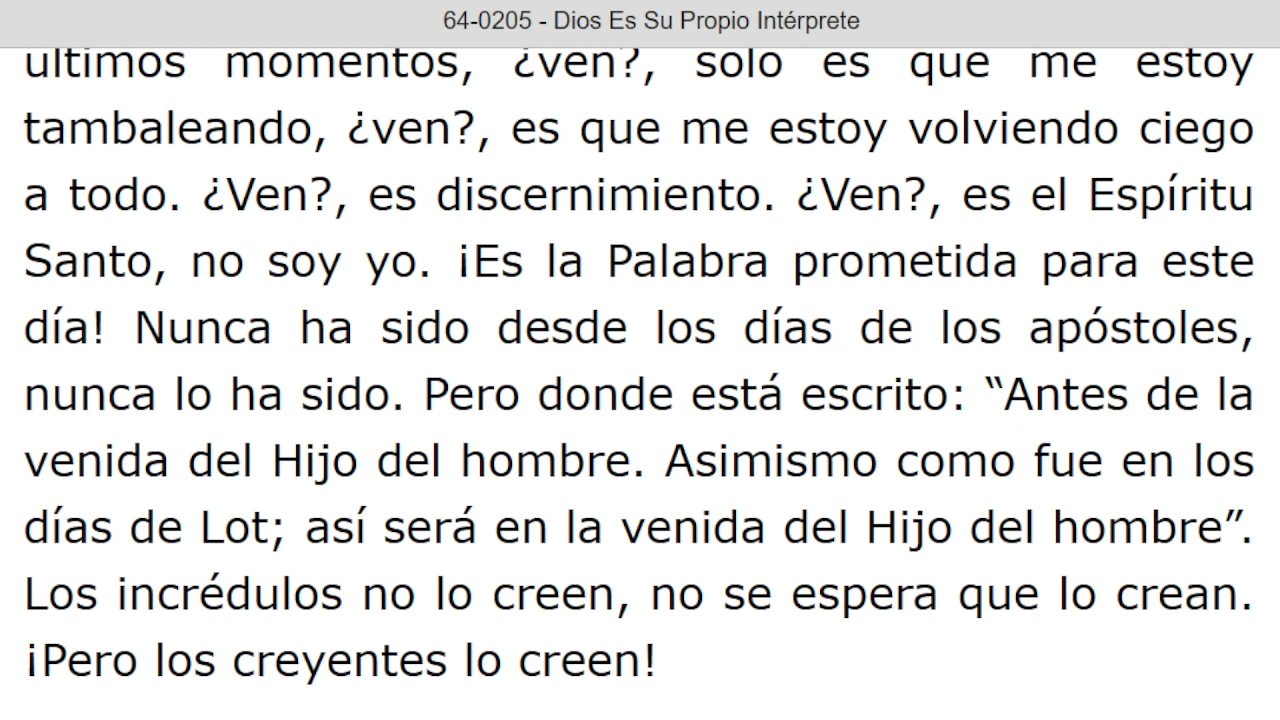 64-0205 - Dios Es Su Propio Intérprete
últimos momentos, ¿ven?, sólo es que me estoy
tambaleando, ¿ven?, es que me estoy volviendo ciego
a todo. ¿Ven?, es discernimiento. ¿Ven?, es el Espíritu
Santo, no soy yo. ¡Es la Palabra prometida para este
día! Nunca ha sido desde los días de los apóstoles,
nunca lo ha sido. Pero donde está escrito: “Antes de la
venida del Hijo del hombre. Asimismo como fue en los
días de Lot; así será en la venida del Hijo del hombre”.
Los incrédulos no lo creen, no se espera que lo crean.
¡Pero los creyentes lo creen!